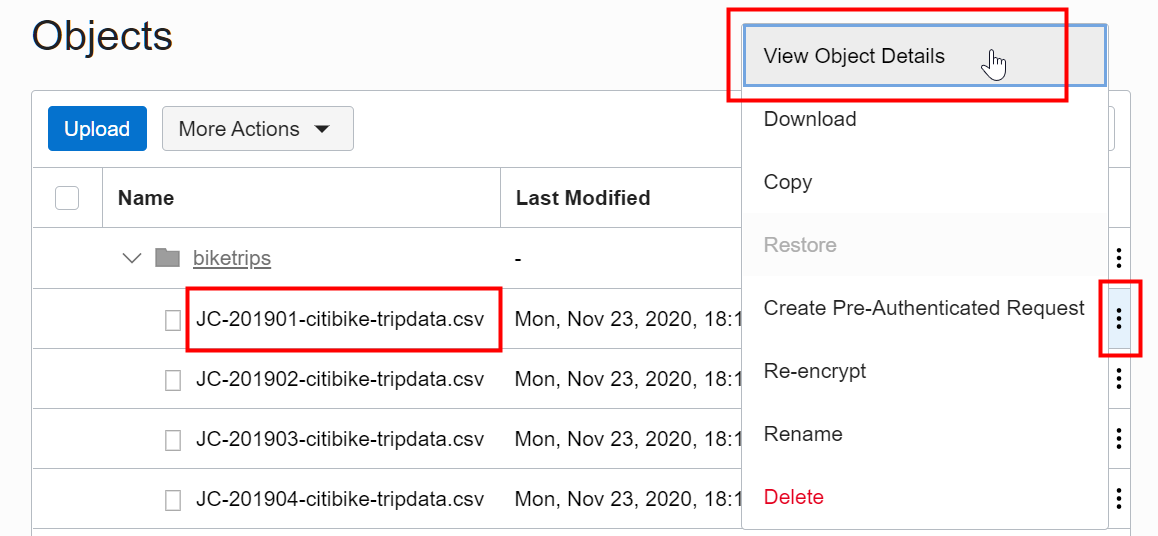 Objects
View Object Details
Upload
More Actions
Download
Copy
Name
Last Modified
Restore
biketrips
-
Create Pre-Authenticated Request
JC-201901-citibike-tripdata.csv
Mon, Nov 23, 2020, 18:1
Re-encrypt
JC-201902-citibike-tripdata.csv
Mon, Nov 23, 2020, 18:1
Rename
JC-201903-citibike-tripdata.csv
Mon, Nov 23, 2020, 18:1
Delete
JC-201904-citibike-tripdata.csv
Mon, Nov 23, 2020, 18:1